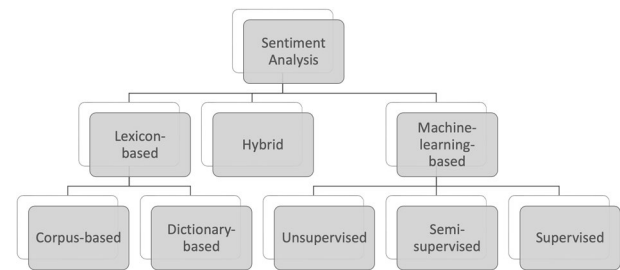 Sentiment
Analysis
Lexicon-
based
Hybrid
Machine-
learning-
based
Corpus-based
Dictionary-
based
Unsupervised
Semi-
supervised
Supervised